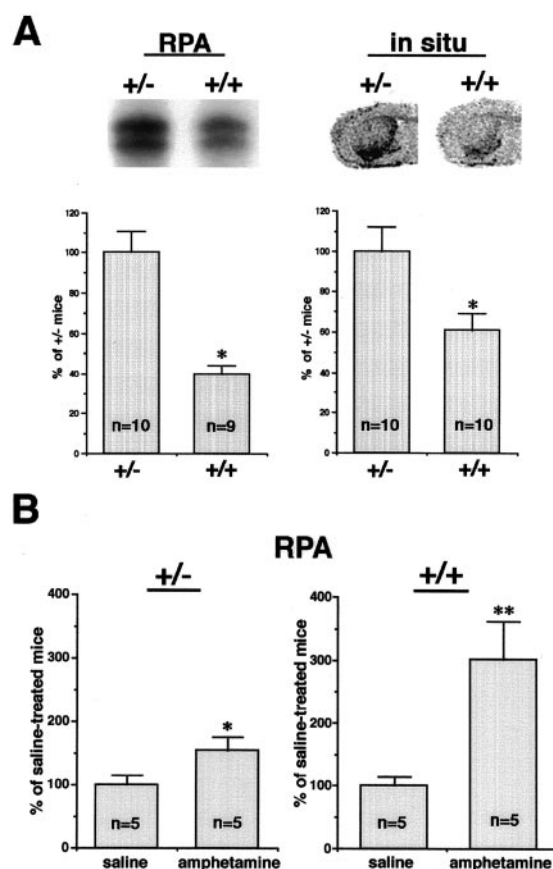 A
RPA
in situ
+/- +/+ +/- +/+
% of +/- mice
120
100
80
60
40
20
0
*
n=10 n=9
+/- +/+
% of +/- mice
120
100
80
60
40
20
0
*
n=10 n=10
+/- +/+
B
RPA
+/-
% of saline-treated mice
400
300
150
100
0
*
n=5 n=5
saline amphetamine
+/+
% of saline-treated mice
400
300
200
100
0
**
n=5 n=5
saline amphetamine